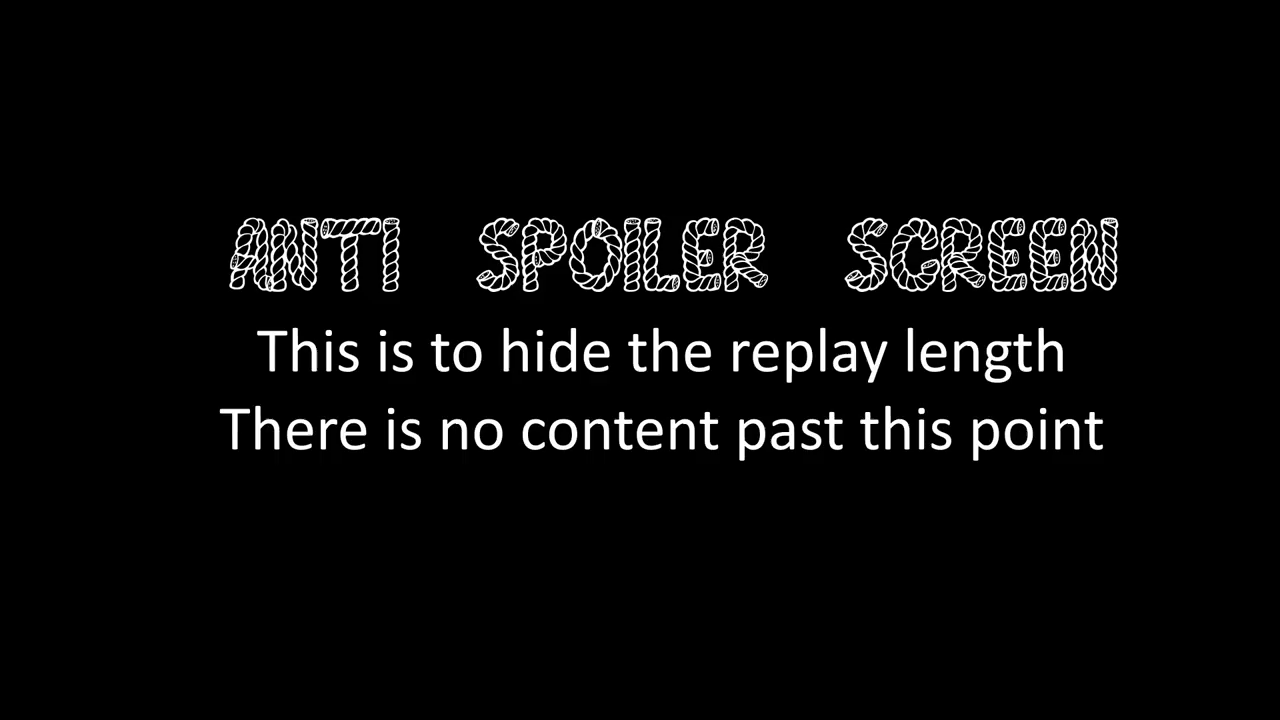 ANTI SPOILER SCREEN
This is to hide the replay length
There is no content past this point